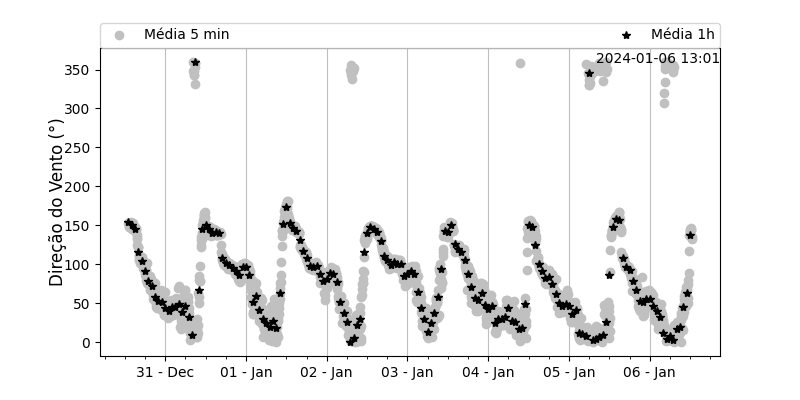 Média 5 min
Média 1h
2024-01-06 13:01
Direção do Vento (°)
350
300
250
200
150
100
50
0
31 - Dec
01 - Jan
02 - Jan
03 - Jan
04 - Jan
05 - Jan
06 - Jan